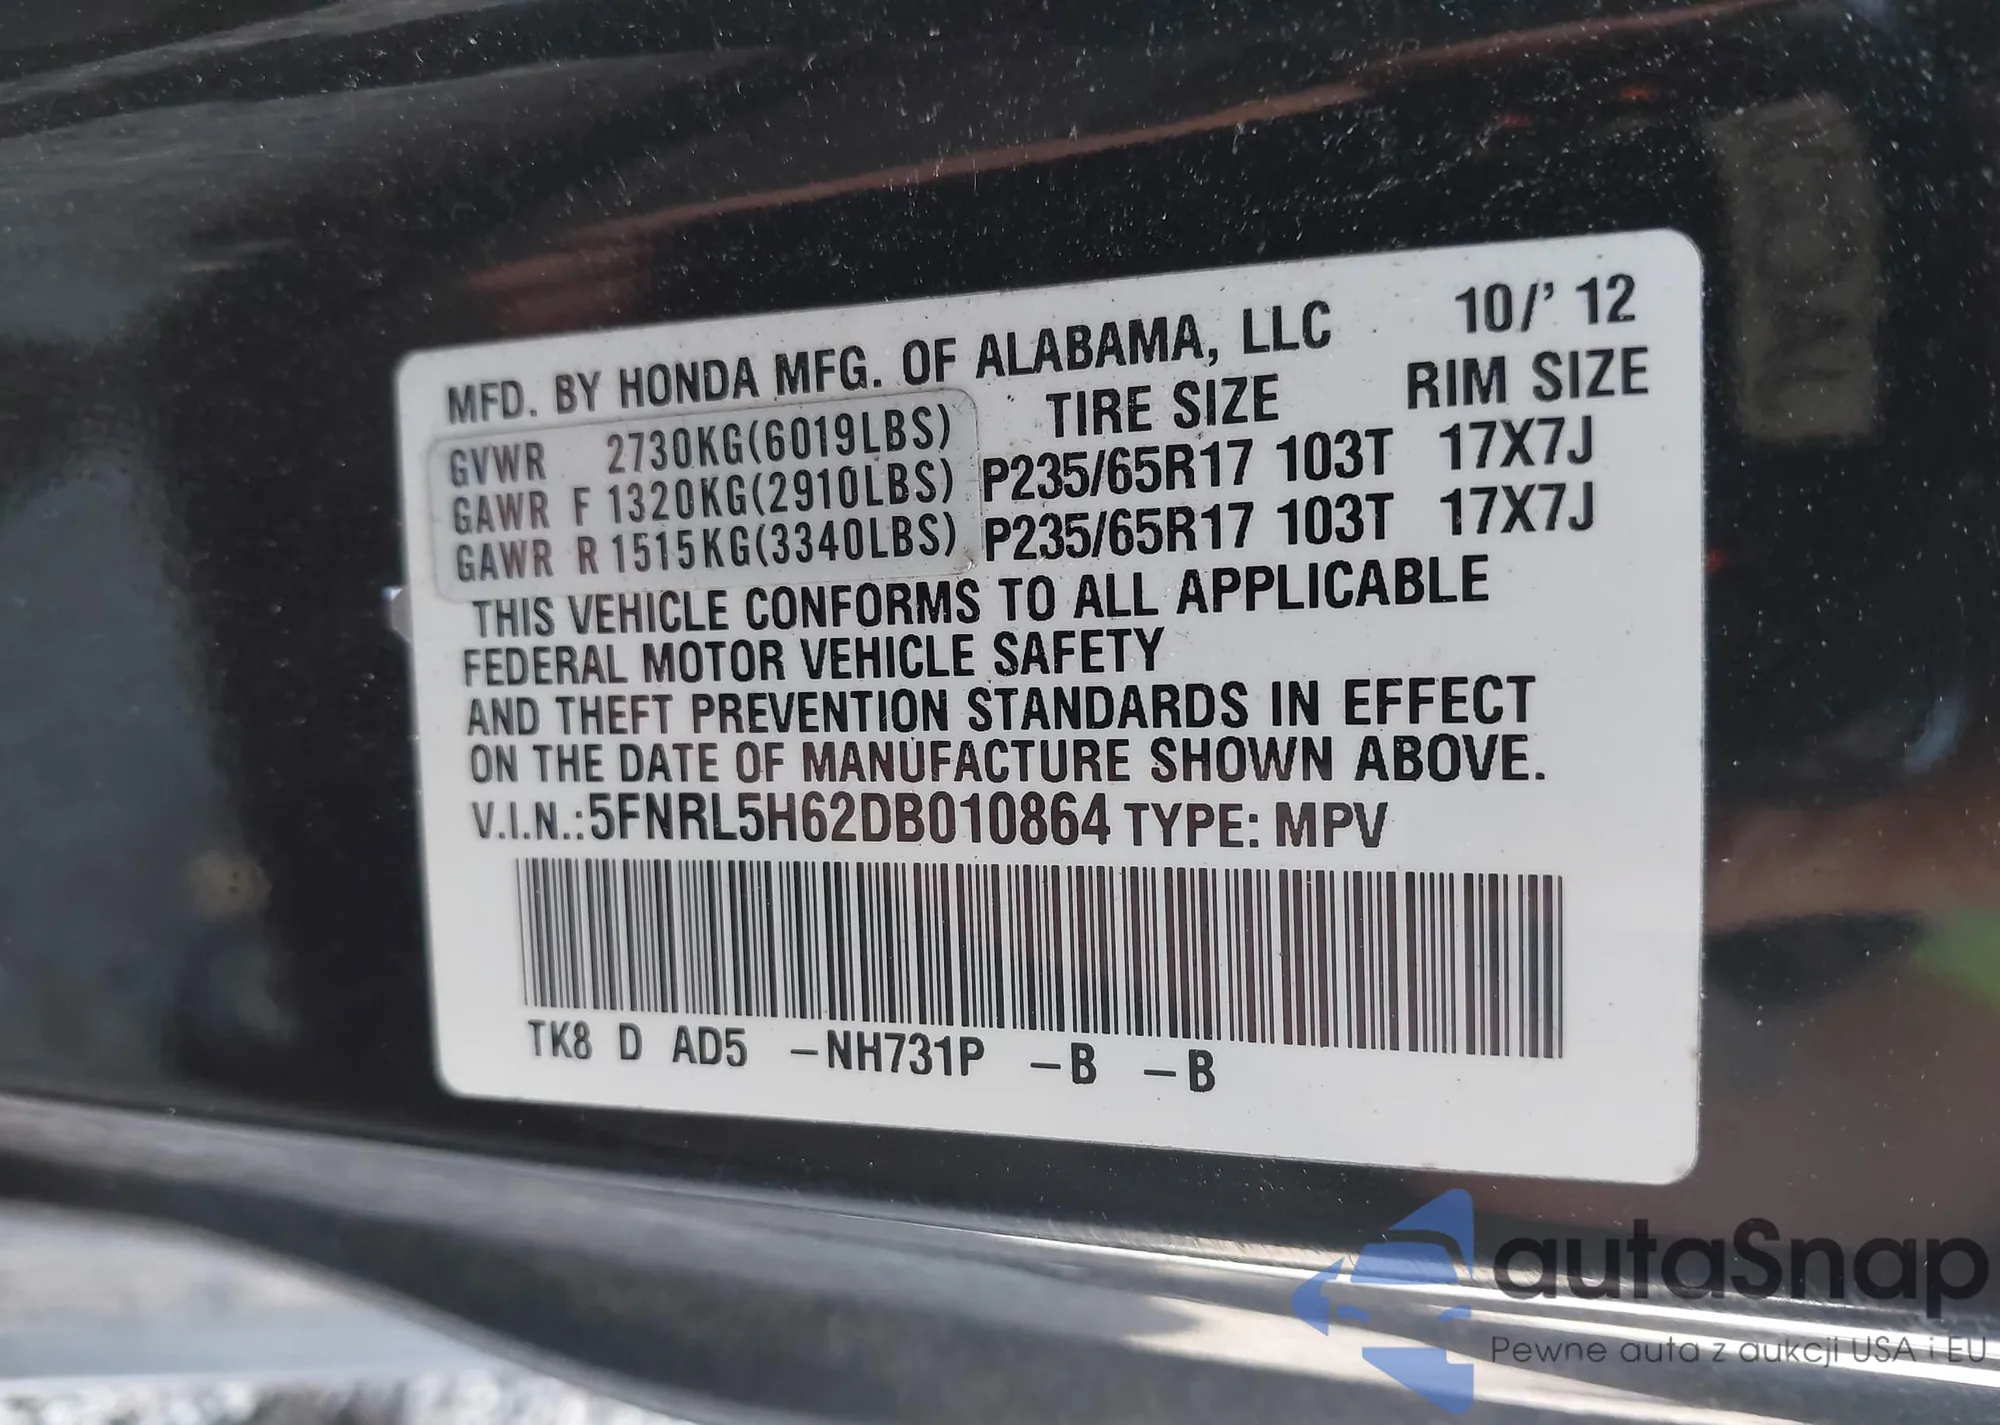 MFD. BY HONDA MFG. OF ALABAMA, LLC 10/' 12
TIRE SIZE RIM SIZE
GVWR 2730KG(6019LBS)
GAWR F 1320KG(2910LBS) P235/65R17 103T 17X7J
GAWR R 1515KG(3340LBS) P235/65R17 103T 17X7J
THIS VEHICLE CONFORMS TO ALL APPLICABLE
FEDERAL MOTOR VEHICLE SAFETY
AND THEFT PREVENTION STANDARDS IN EFFECT
ON THE DATE OF MANUFACTURE SHOWN ABOVE.
V.I.N.:5FNRL5H62DB010864 TYPE: MPV
TK8 D AD5 –NH731P –B –B
autaSnap
Pewne auta z aukcji USA i EU